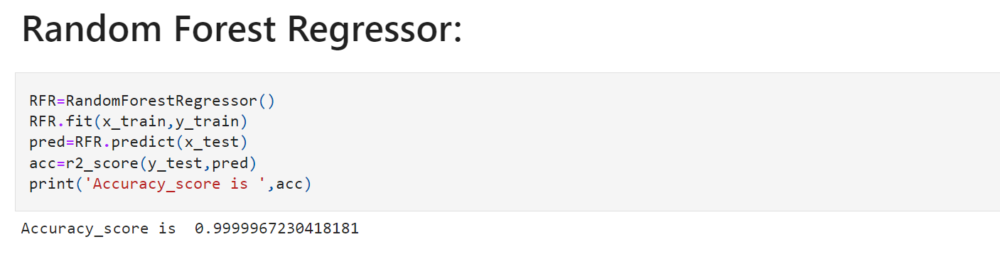 Random Forest Regressor:
RFR=RandomForestRegressor()
RFR.fit(x_train,y_train)
pred=RFR.predict(x_test)
acc=r2_score(y_test,pred)
print('Accuracy_score is ',acc)
Accuracy_score is  0.9999967230418181